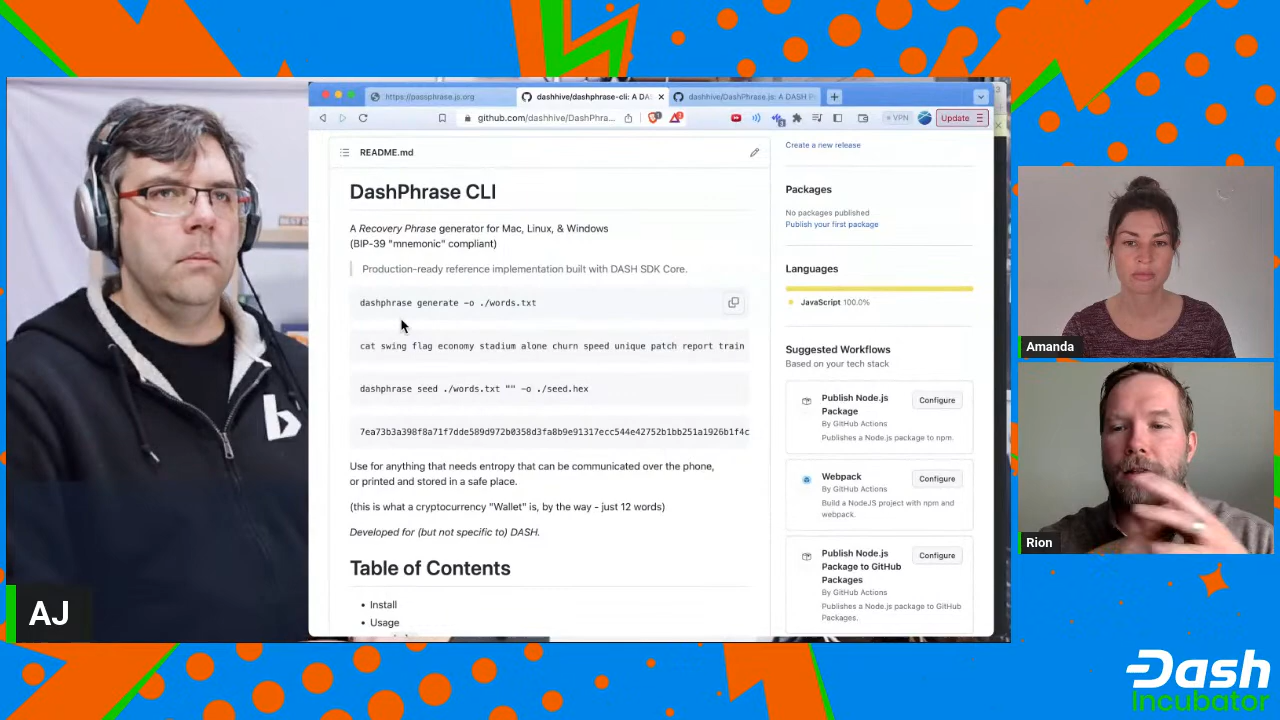 https://passphrase.js.org
dashhive/dashphrase-cli: A DA
dashhive/DashPhrase.js: A DASH P
github.com/dashhive/DashPhra...
VPN
Update
README.md
DashPhrase CLI
A Recovery Phrase generator for Mac, Linux, & Windows
(BIP-39 "mnemonic" compliant)
Production-ready reference implementation built with DASH SDK Core.
dashphrase generate -o ./words.txt
cat swing flag economy stadium alone churn speed unique patch report train
dashphrase seed ./words.txt "" -o ./seed.hex
7ea73b3a398f8a71f7dde589d972b0358d3fa8b9e91317ecc544e42752b1bb251a1926b1f4c
Use for anything that needs entropy that can be communicated over the phone,
or printed and stored in a safe place.
(this is what a cryptocurrency "Wallet" is, by the way - just 12 words)
Developed for (but not specific to) DASH.
Table of Contents
• Install
• Usage
Create a new release
Packages
No packages published
Publish your first package
Languages
JavaScript 100.0%
Suggested Workflows
Based on your tech stack
Publish Node.js
Package
Configure
By GitHub Actions
Publishes a Node.js package to npm.
Webpack
Configure
By GitHub Actions
Build a NodeJS project with npm and
webpack.
Publish Node.js
Package to GitHub
Packages
Configure
By GitHub Actions
Publishes a Node.js package to GitHub
Packages.
AJ
Amanda
Rion
Dash
Incubator